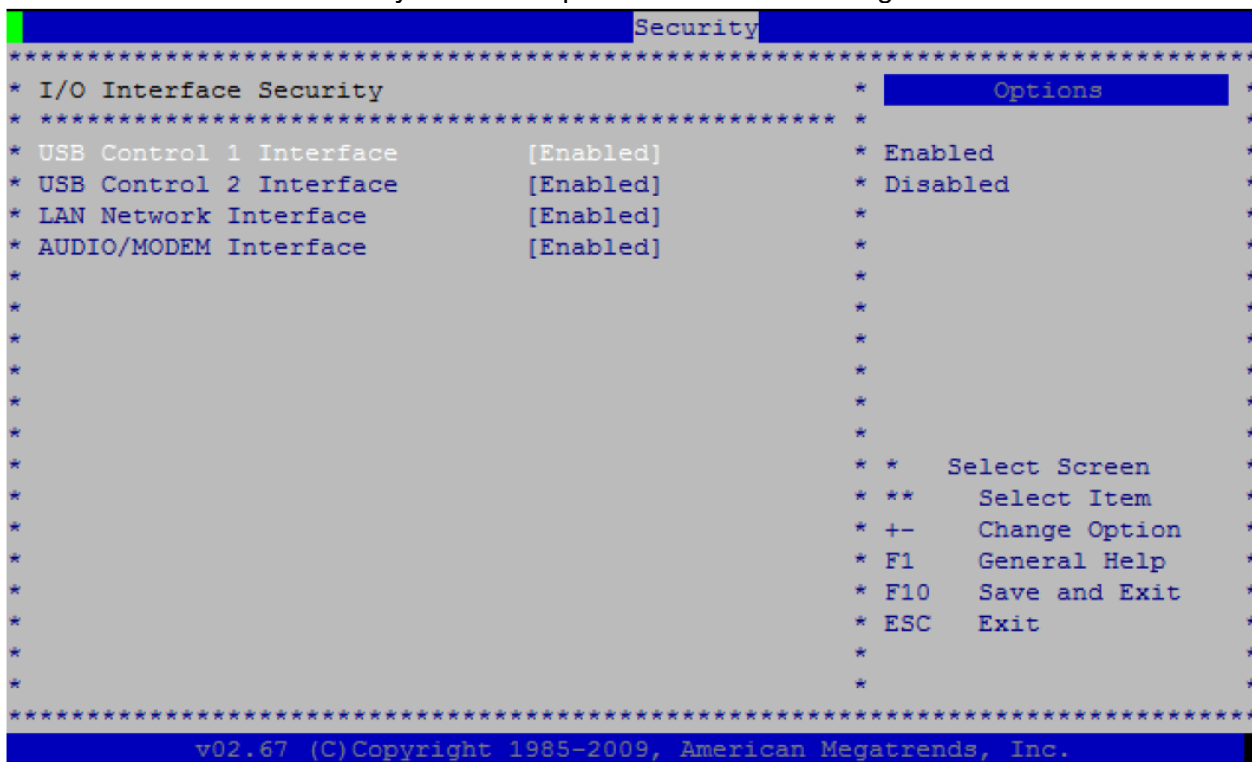 Security
********************************************************************************
* I/O Interface Security * Options *
* *************************************************** * *
* USB Control 1 Interface [Enabled] * Enabled *
* USB Control 2 Interface [Enabled] * Disabled *
* LAN Network Interface [Enabled] * *
* AUDIO/MODEM Interface [Enabled] * *
* * *
* * *
* * *
* * *
* * *
* * *
* * * Select Screen *
* * ** Select Item *
* * +- Change Option *
* * F1 General Help *
* * F10 Save and Exit *
* * ESC Exit *
* * *
* * *
********************************************************************************
v02.67 (C)Copyright 1985-2009, American Megatrends, Inc.